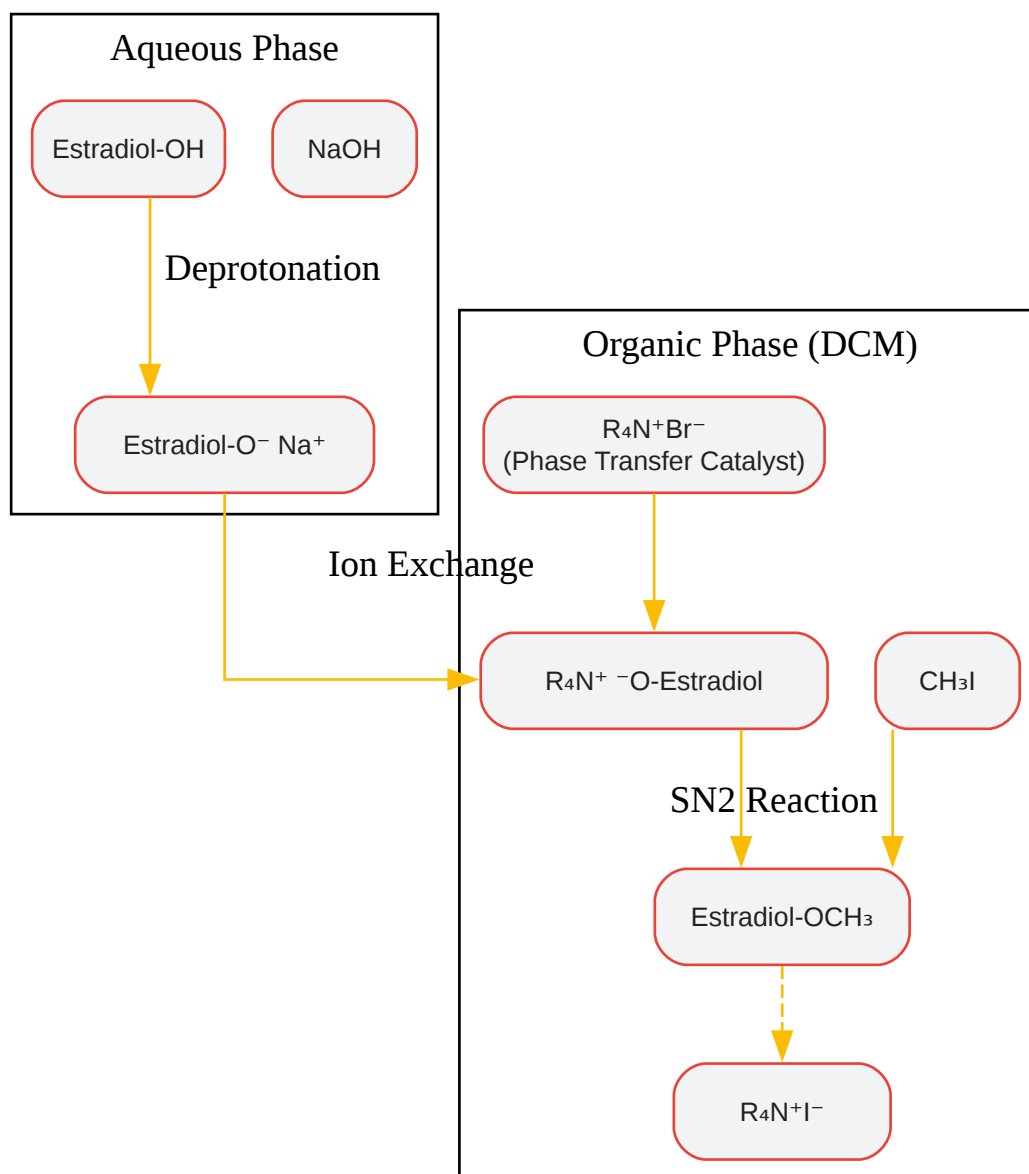 Aqueous Phase
Estradiol-OH
NaOH
Deprotonation
Estradiol-O⁻ Na⁺
Organic Phase (DCM)
R₄N⁺Br⁻
(Phase Transfer Catalyst)
Ion Exchange
R₄N⁺ ⁻O-Estradiol
CH₃I
SN2 Reaction
Estradiol-OCH₃
R₄N⁺I⁻